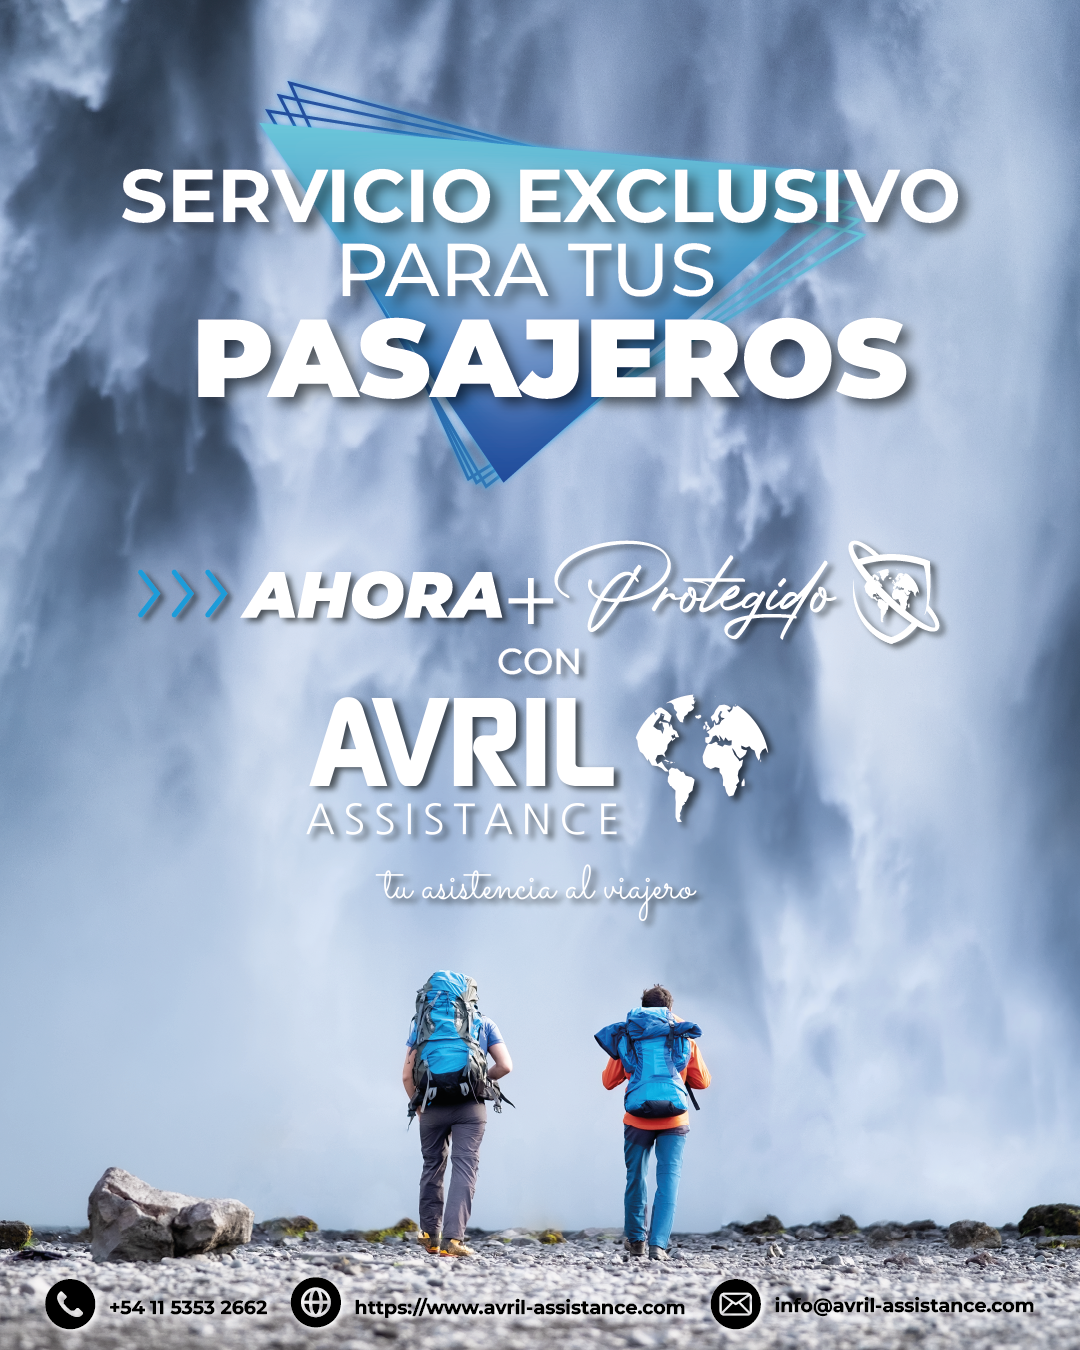 SERVICIO EXCLUSIVO
PARA TUS
PASAJEROS
AHORA + Protegido
CON
AVRIL
ASSISTANCE
tu asistencia al viajero
+54 11 5353 2662
https://www.avril-assistance.com
info@avril-assistance.com